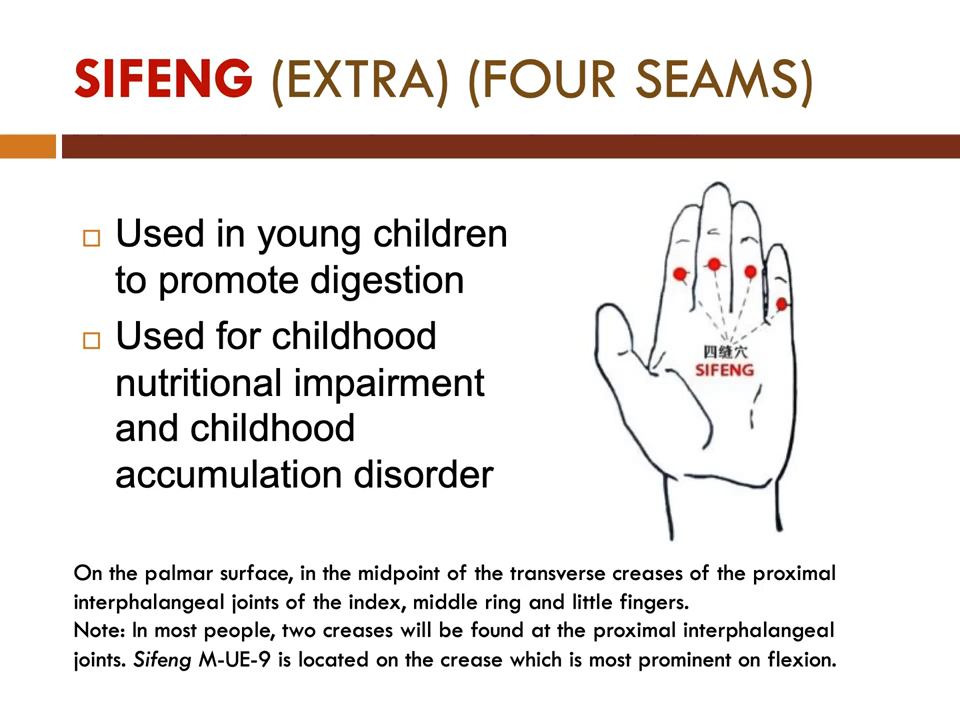 SIFENG (EXTRA) (FOUR SEAMS)
Used in young children
to promote digestion
Used for childhood
nutritional impairment
and childhood
accumulation disorder
四缝穴
SIFENG
On the palmar surface, in the midpoint of the transverse creases of the proximal
interphalangeal joints of the index, middle ring and little fingers.
Note: In most people, two creases will be found at the proximal interphalangeal
joints. Sifeng M-UE-9 is located on the crease which is most prominent on flexion.